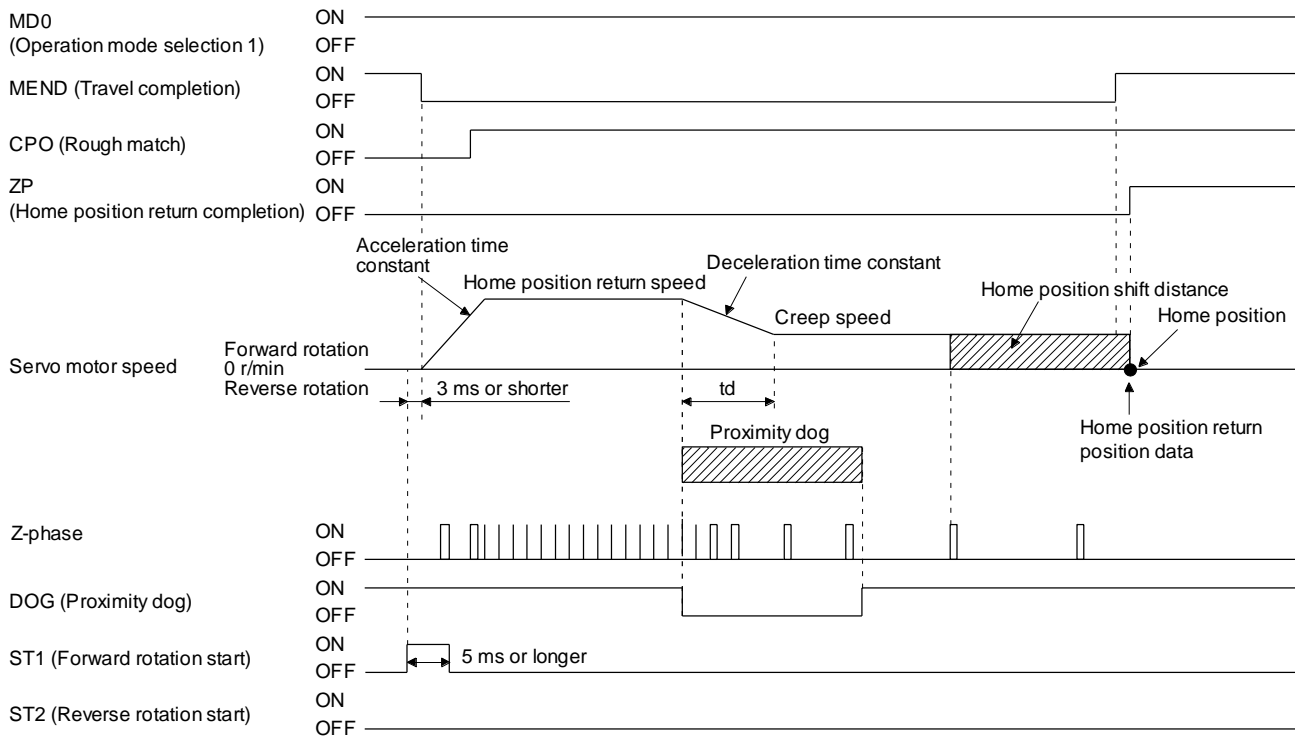 MD0
(Operation mode selection 1)
ON
OFF
MEND (Travel completion)
ON
OFF
CPO (Rough match)
ON
OFF
ZP
(Home position return completion)
ON
OFF
Acceleration time
constant
Home position return speed
Deceleration time constant
Creep speed
Home position shift distance
Home position
Servo motor speed
Forward rotation
0 r/min
Reverse rotation
3 ms or shorter
td
Proximity dog
Home position return
position data
Z-phase
ON
OFF
DOG (Proximity dog)
ON
OFF
ST1 (Forward rotation start)
ON
OFF
5 ms or longer
ST2 (Reverse rotation start)
ON
OFF